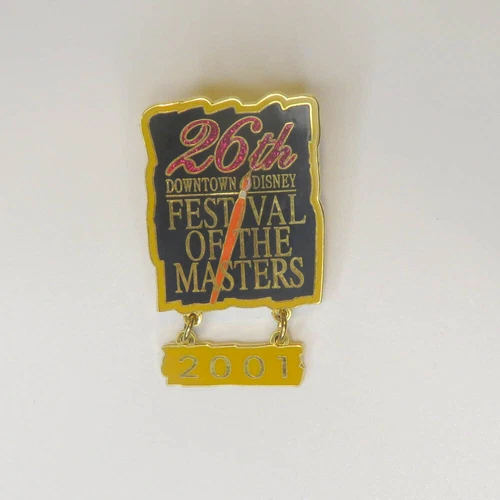 26th
DOWNTOWN DISNEY
FESTIVAL
OF THE
MASTERS
2001